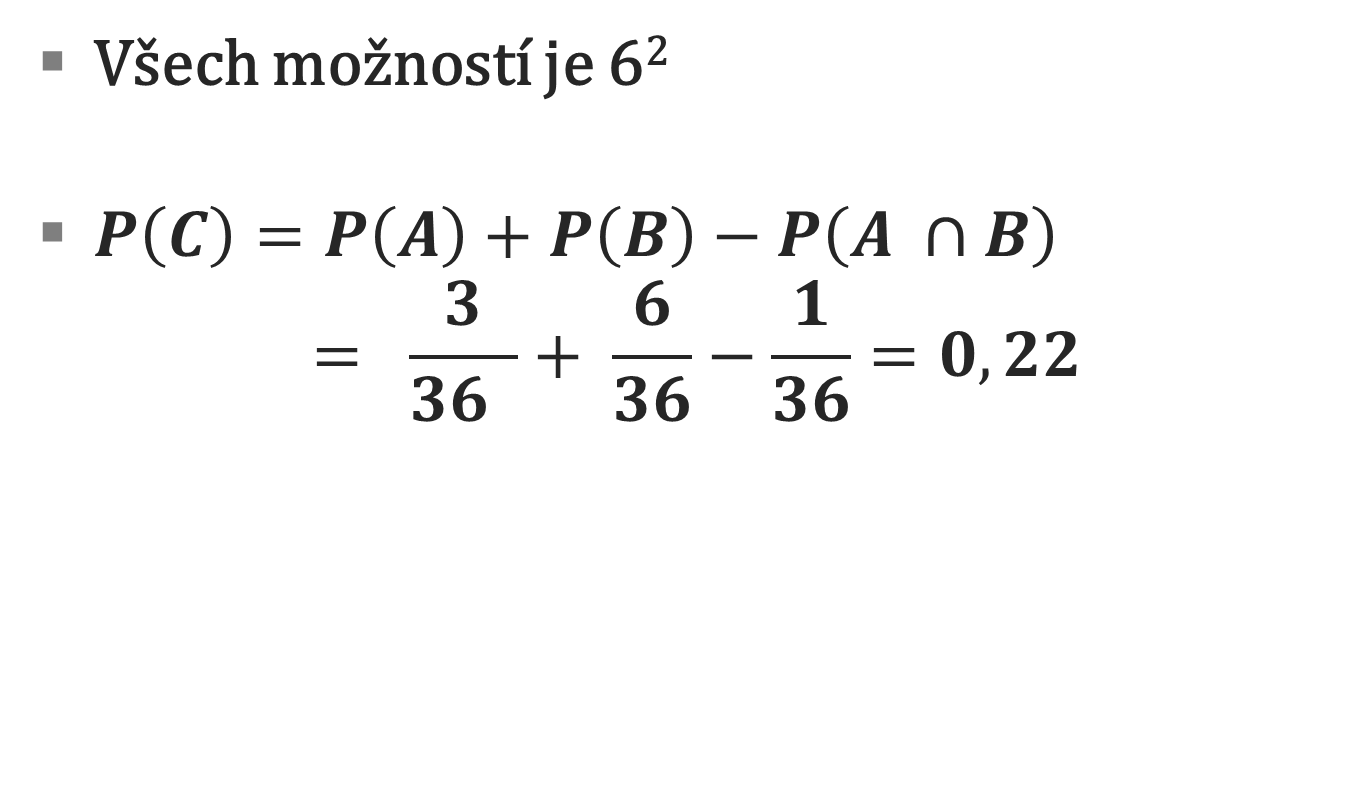 ▪ Všech možností je 6²
▪ P(C) = P(A) + P(B) − P(A ∩ B)
= 3/36 + 6/36 − 1/36 = 0,22